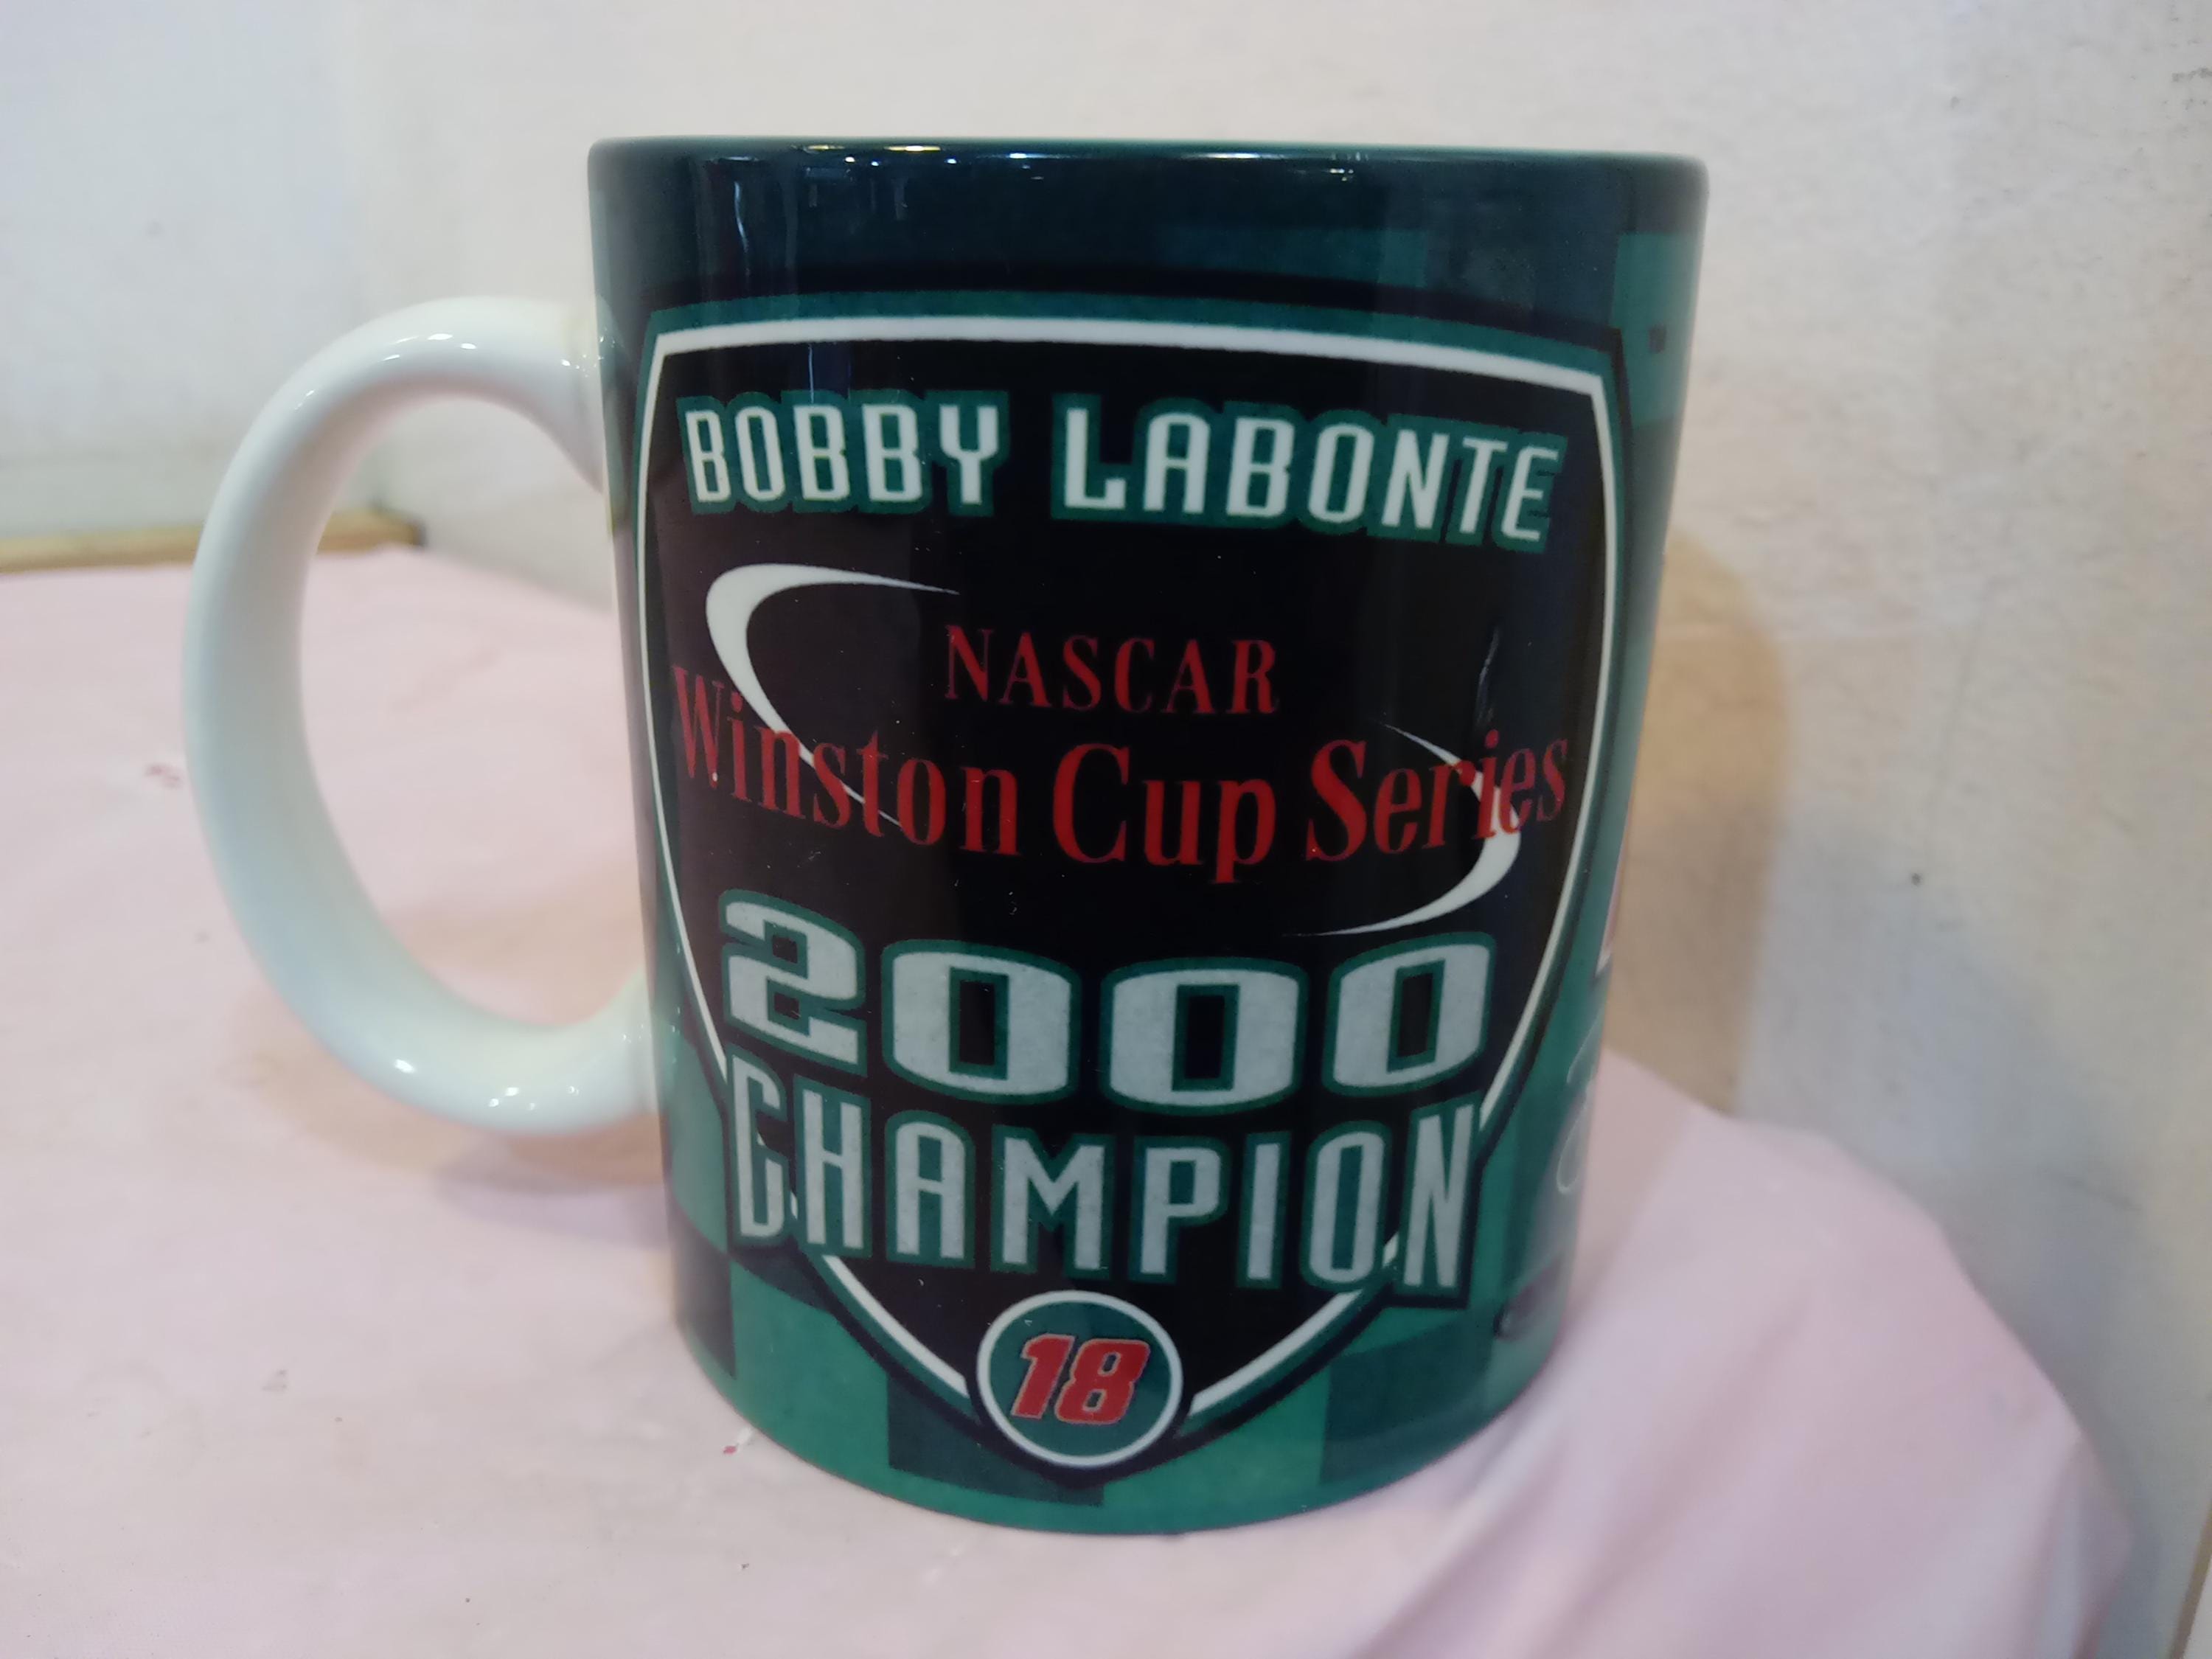 BOBBY LABONTE
NASCAR
Winston Cup Series
2000
CHAMPION
18